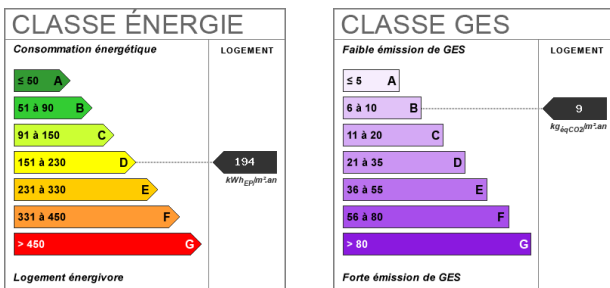 CLASSE ÉNERGIE
Consommation énergétique
LOGEMENT
≤ 50 A
51 à 90 B
91 à 150 C
151 à 230 D
194
kWhEP/m².an
231 à 330 E
331 à 450 F
> 450 G
Logement énergivore
CLASSE GES
Faible émission de GES
LOGEMENT
≤ 5 A
6 à 10 B
9
kgéqCO2/m².an
11 à 20 C
21 à 35 D
36 à 55 E
56 à 80 F
> 80 G
Forte émission de GES